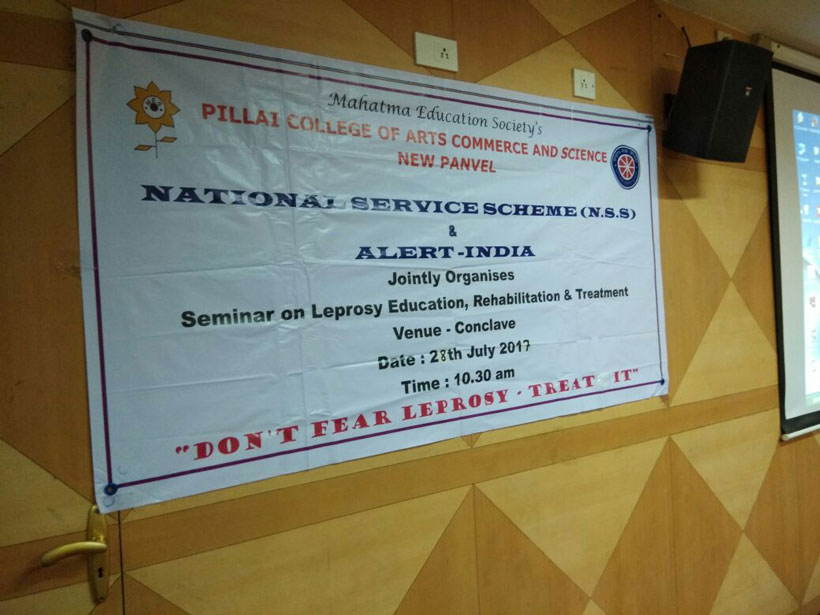 Mahatma Education Society's
PILLAI COLLEGE OF ARTS COMMERCE AND SCIENCE
NEW PANVEL
NATIONAL SERVICE SCHEME (N.S.S)
&
ALERT-INDIA
Jointly Organises
Seminar on Leprosy Education, Rehabilitation & Treatment
Venue - Conclave
Date : 28th July 2017
Time : 10.30 am
"DON'T FEAR LEPROSY - TREAT IT"